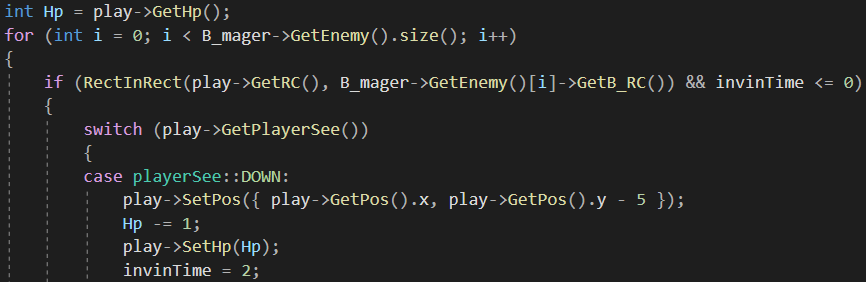 int Hp = play->GetHp();
for (int i = 0; i < B_mager->GetEnemy().size(); i++)
{
if (RectInRect(play->GetRC(), B_mager->GetEnemy()[i]->GetB_RC()) && invinTime <= 0)
{
switch (play->GetPlayerSee())
{
case playerSee::DOWN:
play->SetPos({ play->GetPos().x, play->GetPos().y - 5 });
Hp -= 1;
play->SetHp(Hp);
invinTime = 2;